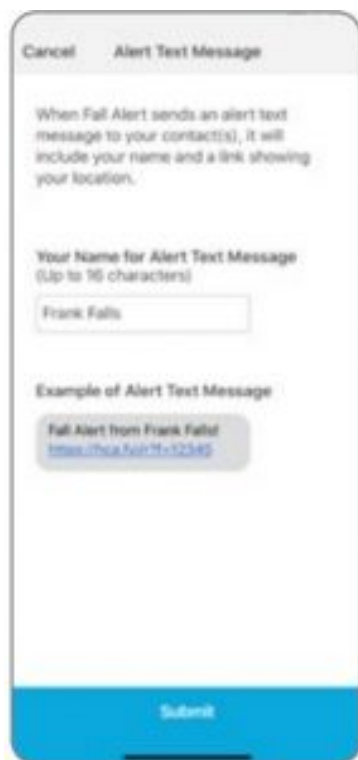 Cancel Alert Text Message
When Fall Alert sends an alert text
message to your contact(s), it will
include your name and a link showing
your location.
Your Name for Alert Text Message
(Up to 16 characters)
Frank Falls
Example of Alert Text Message
Fall Alert from Frank Falls!
Submit